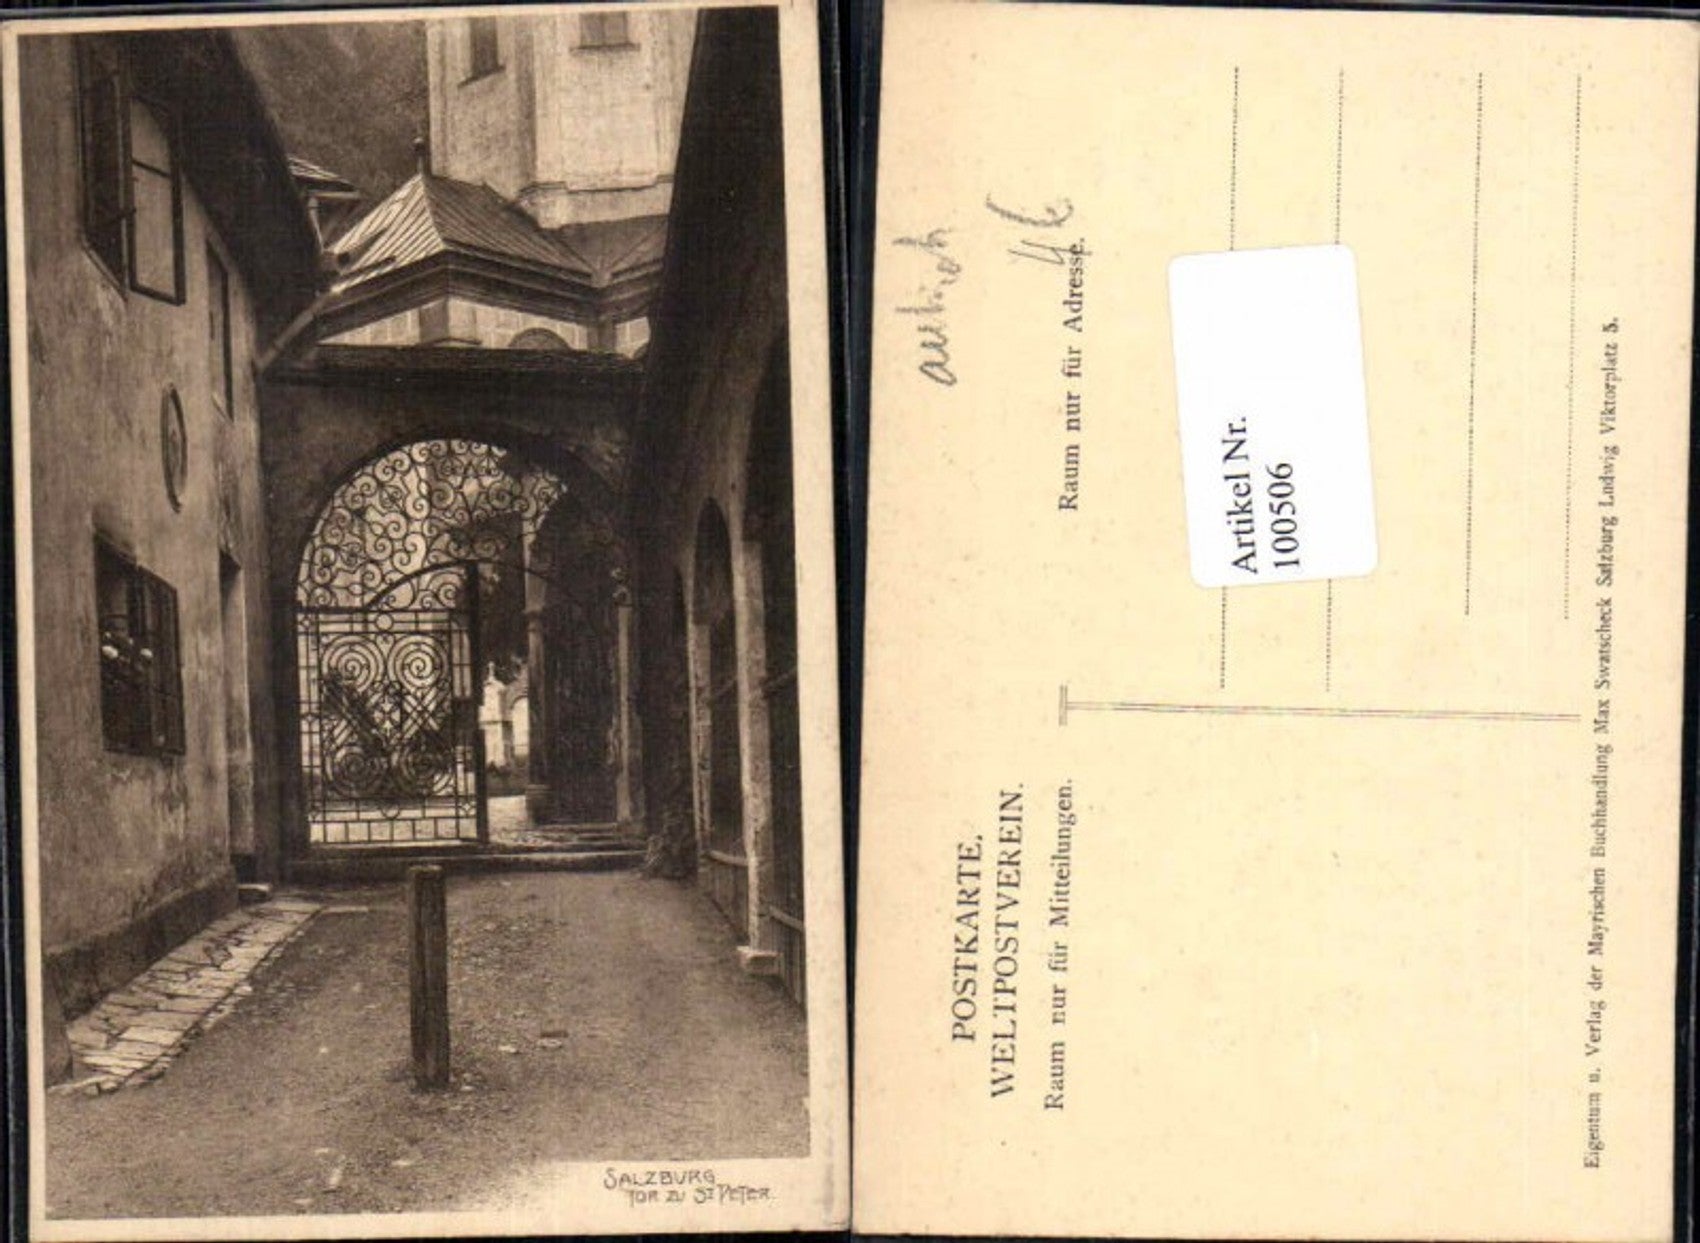 SALZBURG
TOR ZU ST PETER.
POSTKARTE.
WELTPOSTVEREIN.
Raum nur für Mitteilungen.
Raum nur für Adresse.
Artikel Nr.
100506
Eigentum u. Verlag der Mayrischen Buchhandlung Max Swatscheck Salzburg Ludwig Viktorplatz 5.